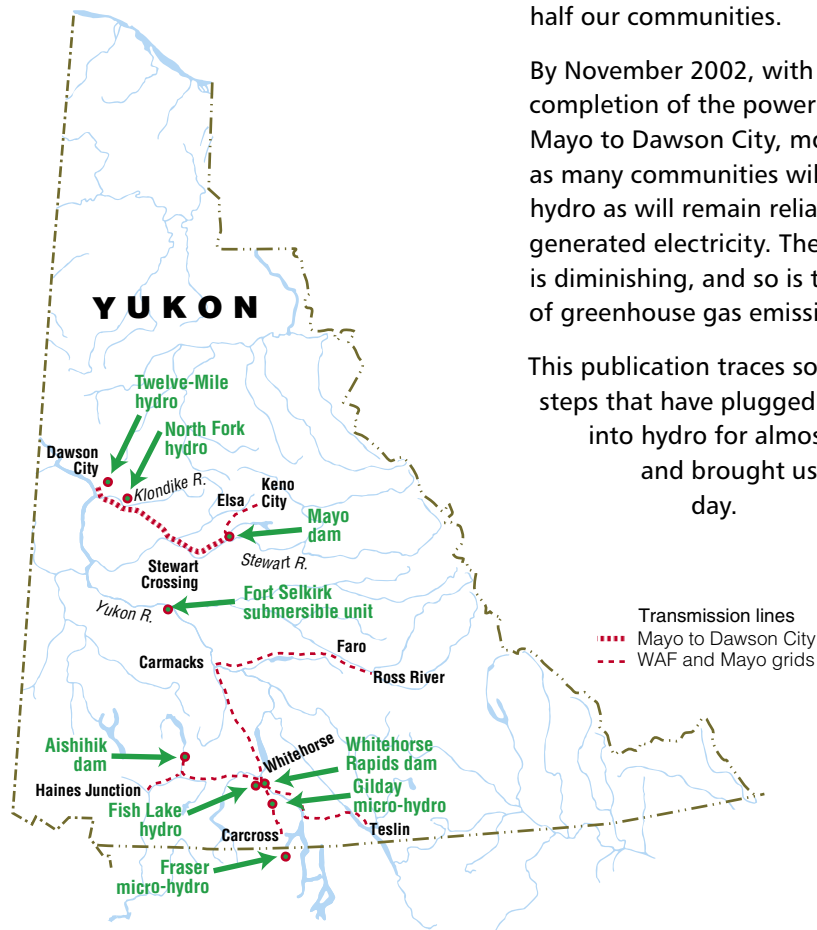 half our communities.
By November 2002, with
completion of the power
Mayo to Dawson City, mo
as many communities wil
hydro as will remain relia
generated electricity. The
is diminishing, and so is t
of greenhouse gas emissi
This publication traces so
steps that have plugged
into hydro for almos
and brought us
day.
YUKON
Twelve-Mile
hydro
North Fork
hydro
Dawson
City
Klondike R.
Elsa
Keno
City
Mayo
dam
Stewart
Crossing
Stewart R.
Fort Selkirk
submersible unit
Yukon R.
Carmacks
Faro
Ross River
Transmission lines
Mayo to Dawson City
WAF and Mayo grids
Aishihik
dam
Whitehorse
Whitehorse
Rapids dam
Haines Junction
Gilday
micro-hydro
Fish Lake
hydro
Carcross
Teslin
Fraser
micro-hydro